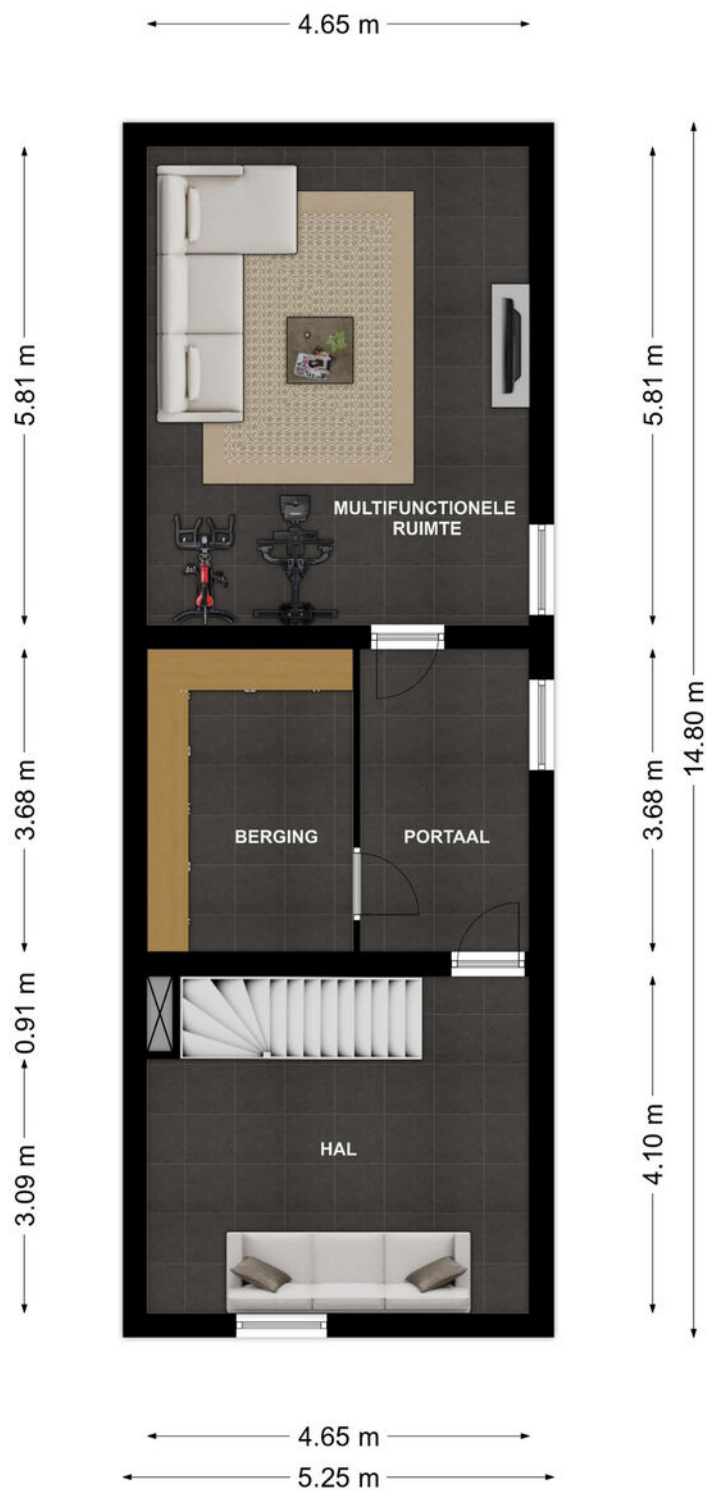 4.65 m
5.81 m
5.81 m
MULTIFUNCTIONELE
RUIMTE
14.80 m
3.68 m
3.68 m
BERGING
PORTAAL
0.91 m
4.10 m
3.09 m
HAL
4.65 m
5.25 m